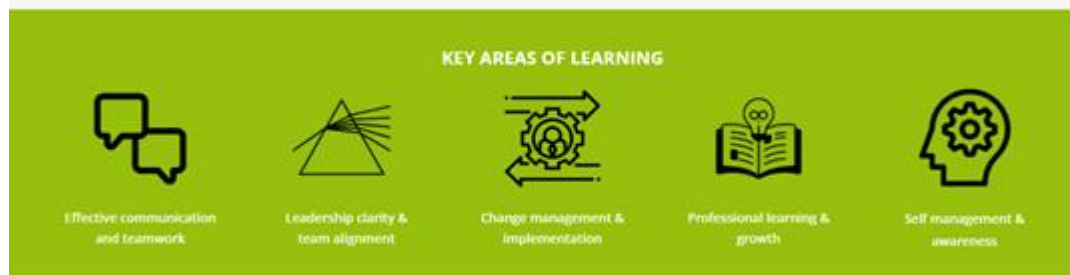 KEY AREAS OF LEARNING
Effective communication
and teamwork
Leadership clarity &
team alignment
Change management &
implementation
Professional learning &
growth
Self management &
awareness